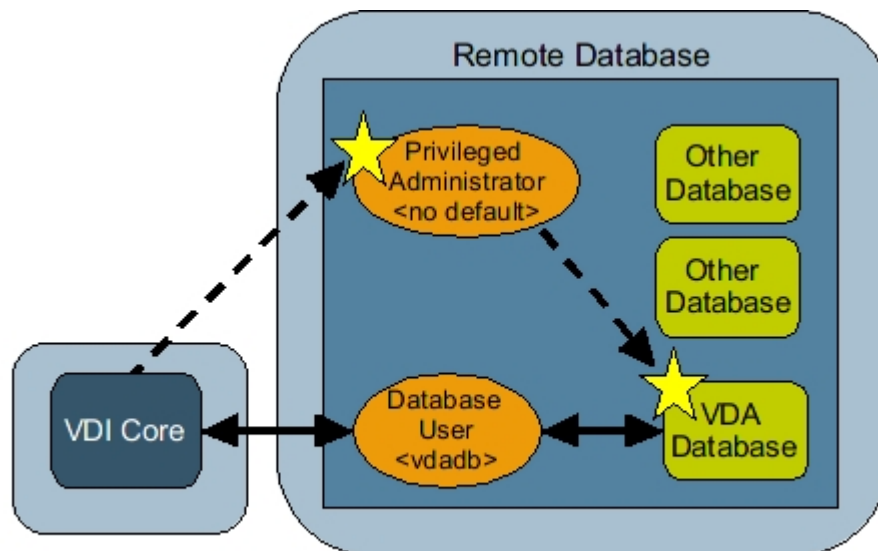 Remote Database
Privileged
Administrator
<no default>
Other
Database
Other
Database
VDI Core
Database
User
<vdadb>
VDA
Database